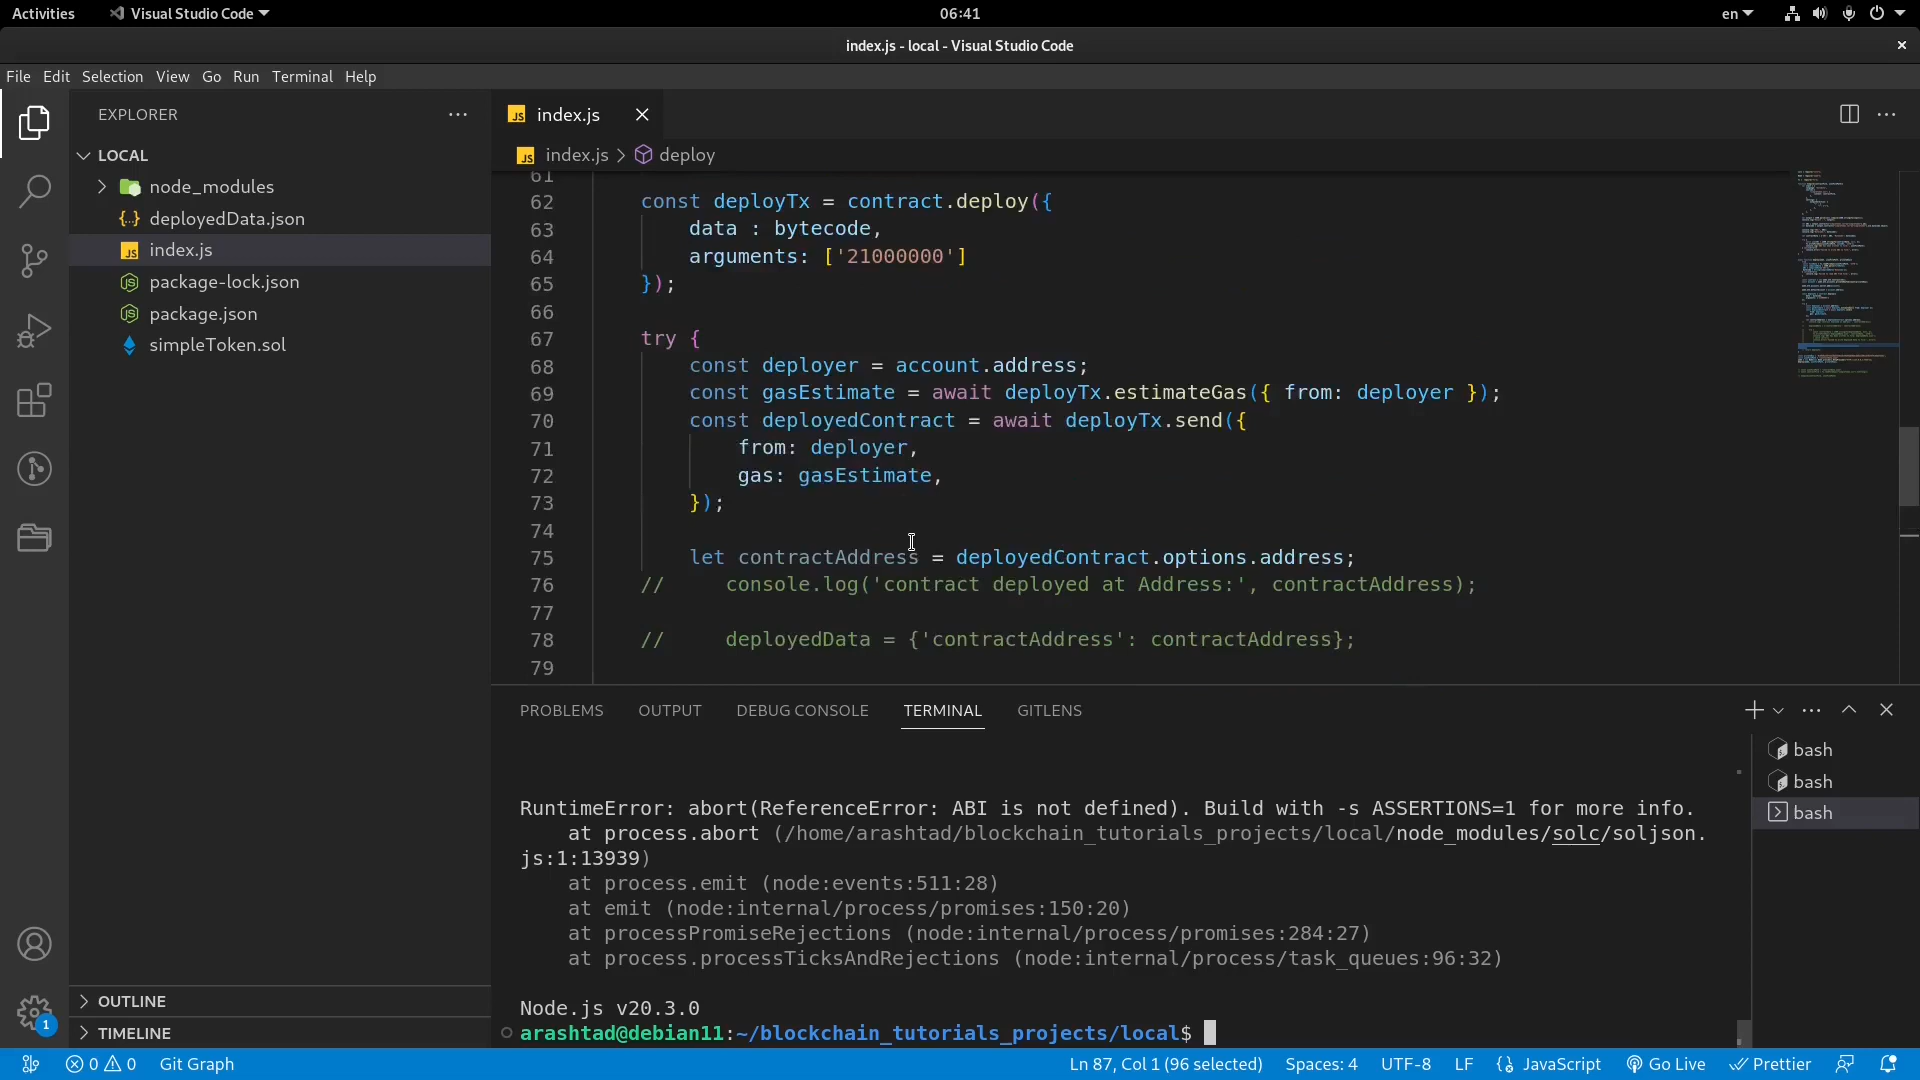 Activities
Visual Studio Code
06:41
en
index.js - local - Visual Studio Code
File Edit Selection View Go Run Terminal Help
EXPLORER
LOCAL
node_modules
deployedData.json
index.js
package-lock.json
package.json
simpleToken.sol
OUTLINE
TIMELINE
1
JS index.js
JS index.js > deploy
61
62 const deployTx = contract.deploy({
63 data : bytecode,
64 arguments: ['21000000']
65 });
66
67 try {
68 const deployer = account.address;
69 const gasEstimate = await deployTx.estimateGas({ from: deployer });
70 const deployedContract = await deployTx.send({
71 from: deployer,
72 gas: gasEstimate,
73 });
74
75 let contractAddress = deployedContract.options.address;
76 // console.log('contract deployed at Address:', contractAddress);
77
78 // deployedData = {'contractAddress': contractAddress};
79
PROBLEMS OUTPUT DEBUG CONSOLE TERMINAL GITLENS
bash
bash
bash
RuntimeError: abort(ReferenceError: ABI is not defined). Build with -s ASSERTIONS=1 for more info.
at process.abort (/home/arashtad/blockchain_tutorials_projects/local/node_modules/solc/soljson.
js:1:13939)
at process.emit (node:events:511:28)
at emit (node:internal/process/promises:150:20)
at processPromiseRejections (node:internal/process/promises:284:27)
at process.processTicksAndRejections (node:internal/process/task_queues:96:32)
Node.js v20.3.0
arashtad@debian11:~/blockchain_tutorials_projects/local$
0 0 Git Graph
Ln 87, Col 1 (96 selected) Spaces: 4 UTF-8 LF JavaScript Go Live Prettier